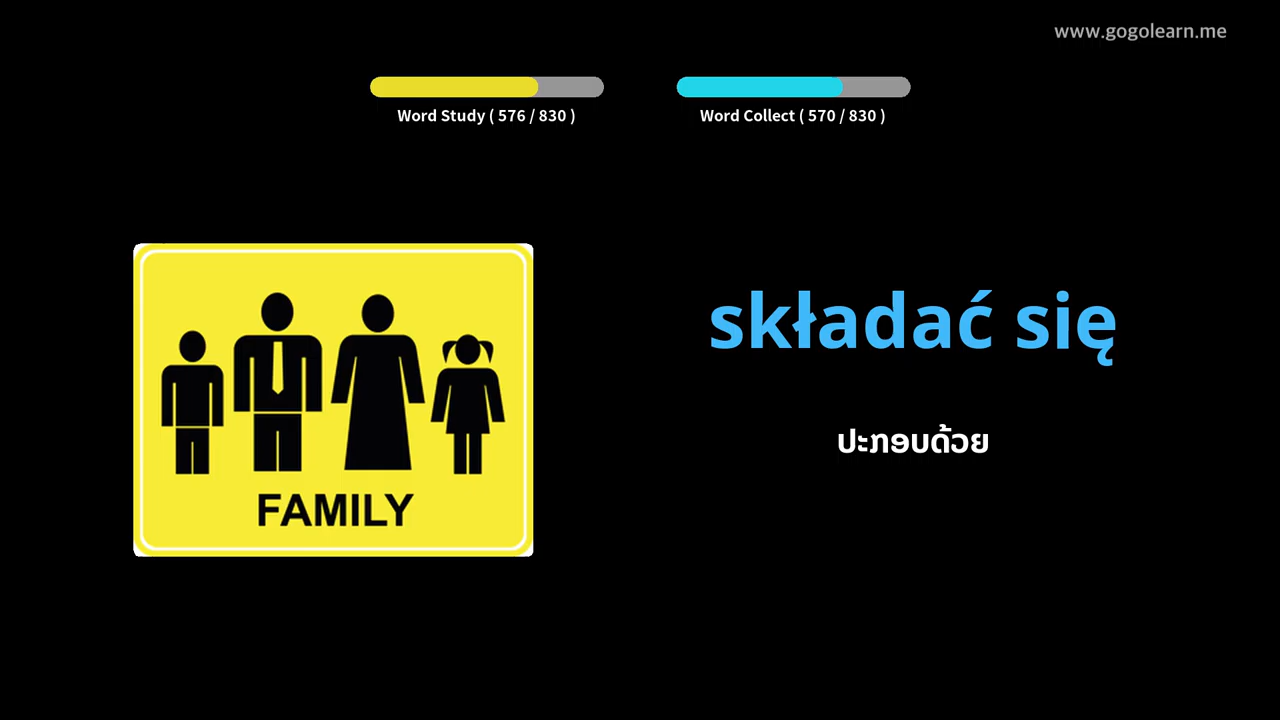 www.gogolearn.me
Word Study ( 576 / 830 )
Word Collect ( 570 / 830 )
składać się
ປະກອບດ້ວຍ
FAMILY